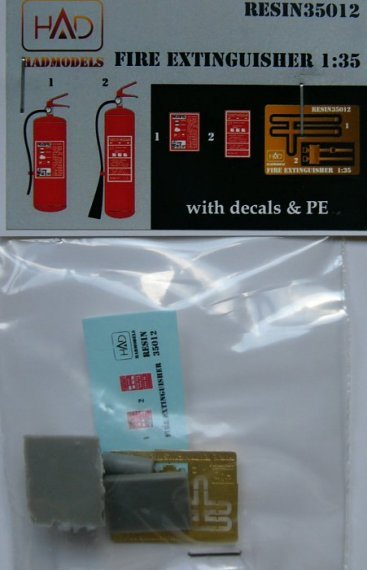 RESIN35012
HAD
HADMODELS
FIRE EXTINGUISHER 1:35
1
2
1
2
RESIN35012
1
HAD
2
FIRE EXTINGUISHER 1:35
with decals & PE
HAD
HADMODELS
RESIN
35012
FIRE EXTINGUISHER
1
2